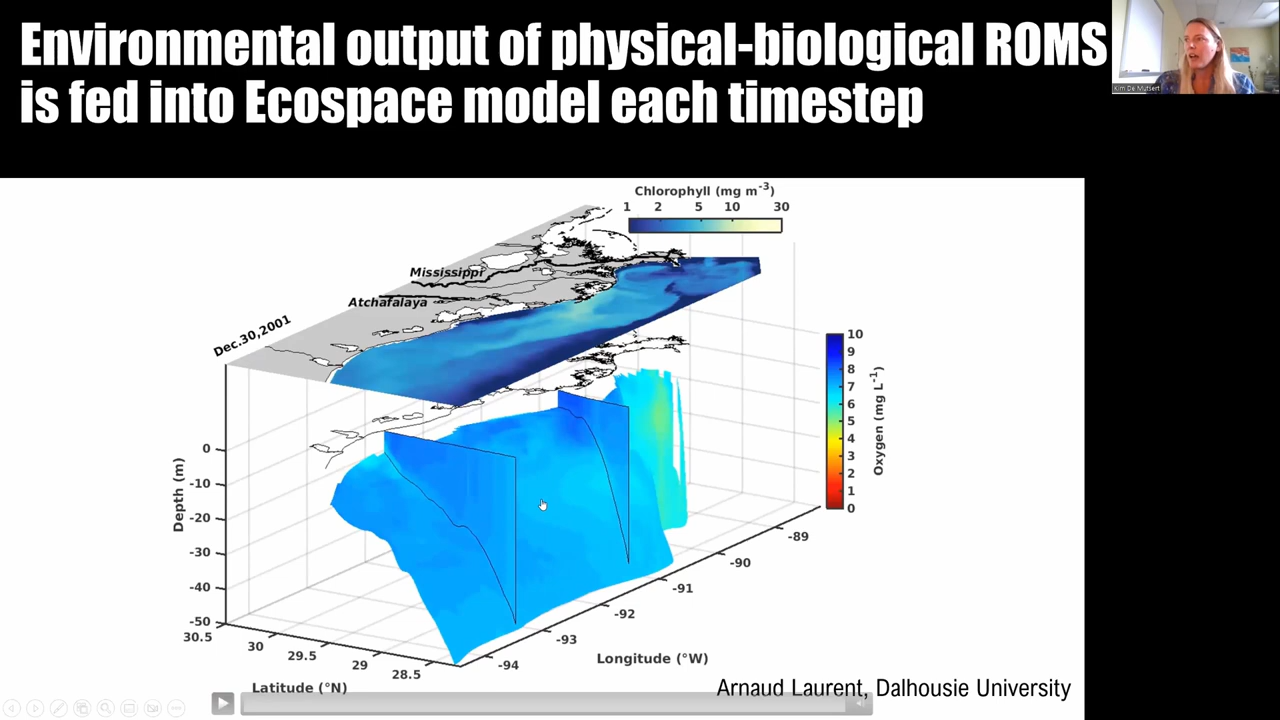 Environmental output of physical-biological ROMS
is fed into Ecospace model each timestep
Kim De Mutsert
Chlorophyll (mg m-3)
1 2 5 10 30
Mississippi
Atchafalaya
Dec.30,2001
10
9
8
7
6
5
4
3
2
1
0
Oxygen (mg L-1)
Depth (m)
0
-10
-20
-30
-40
-50
30.5
30
29.5
29
28.5
Latitude (°N)
-94
-93
-92
-91
-90
-89
Longitude (°W)
Arnaud Laurent, Dalhousie University